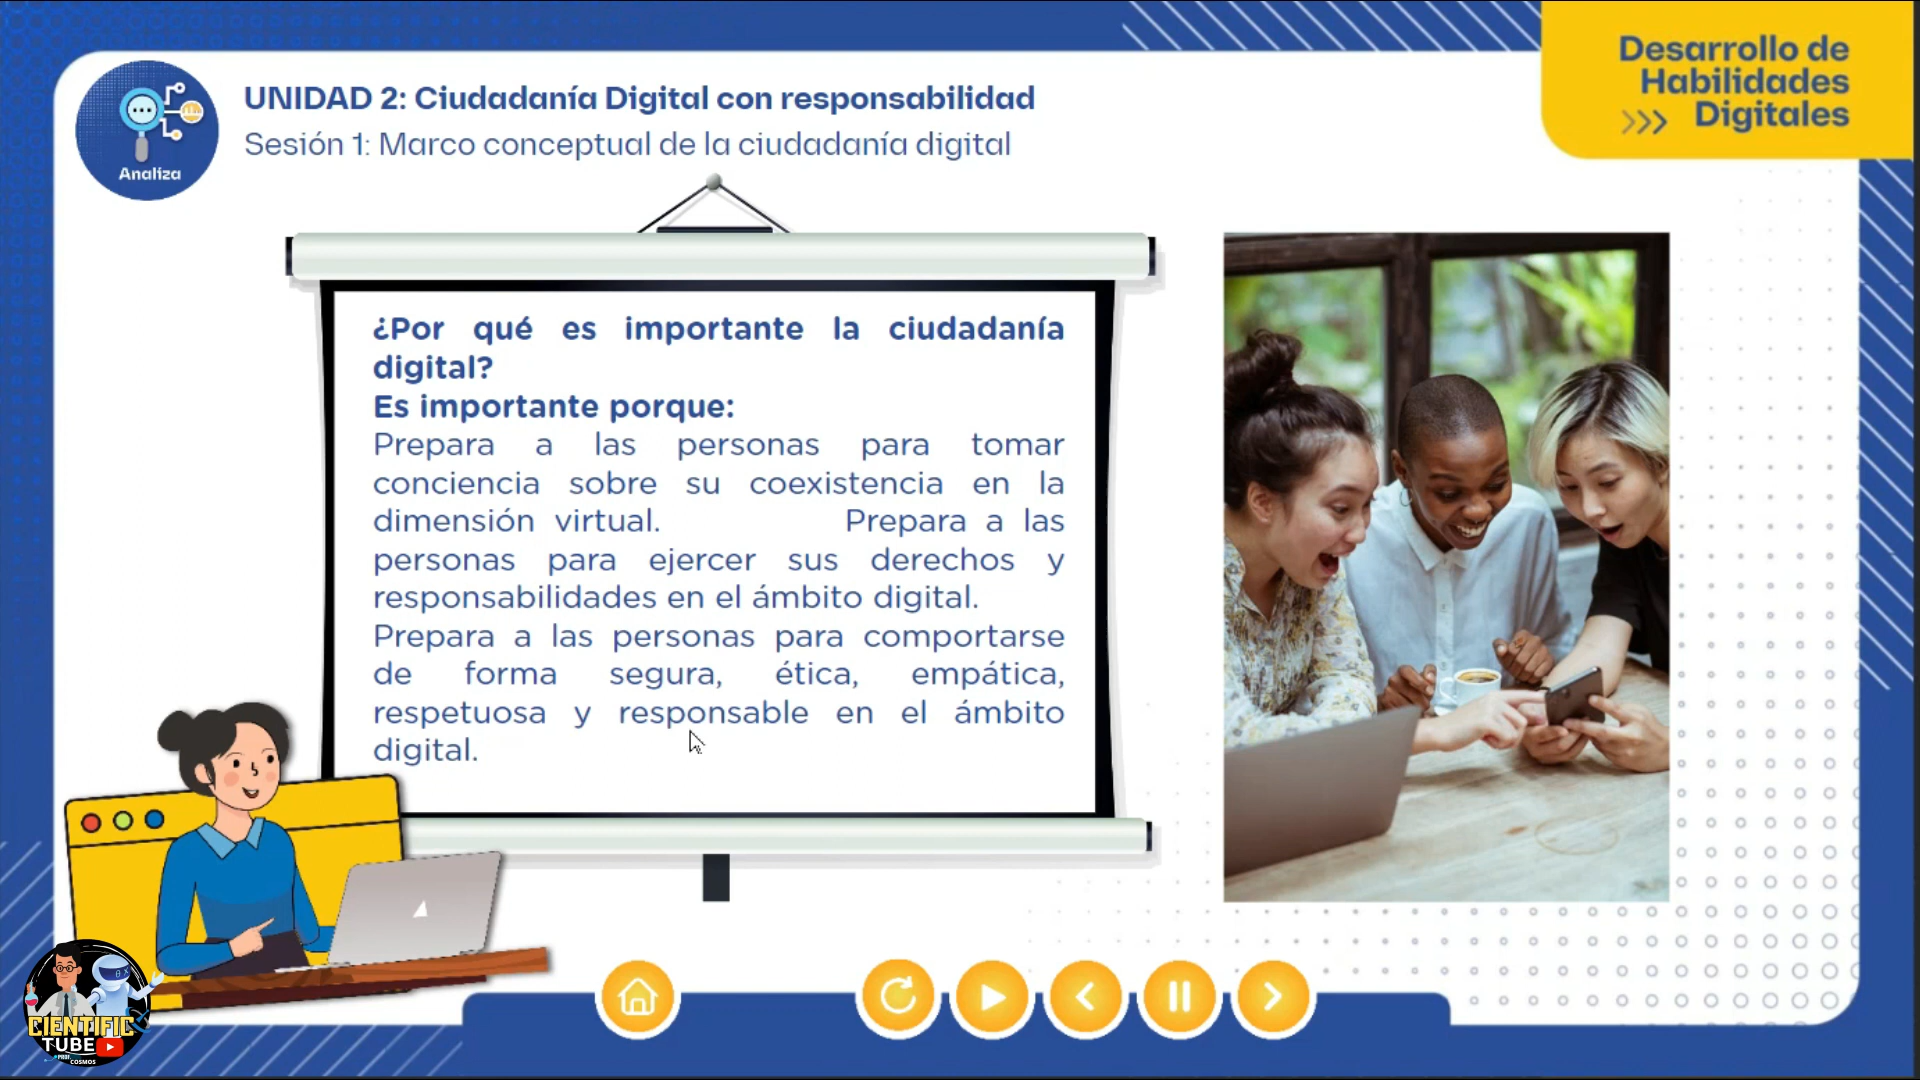 Desarrollo de
Habilidades
>>> Digitales
UNIDAD 2: Ciudadanía Digital con responsabilidad
Sesión 1: Marco conceptual de la ciudadanía digital
Analiza
¿Por qué es importante la ciudadanía
digital?
Es importante porque:
Prepara a las personas para tomar
conciencia sobre su coexistencia en la
dimensión virtual. Prepara a las
personas para ejercer sus derechos y
responsabilidades en el ámbito digital.
Prepara a las personas para comportarse
de forma segura, ética, empática,
respetuosa y responsable en el ámbito
digital.
CIENTIFIC
TUBE
PROF.
COSMOS